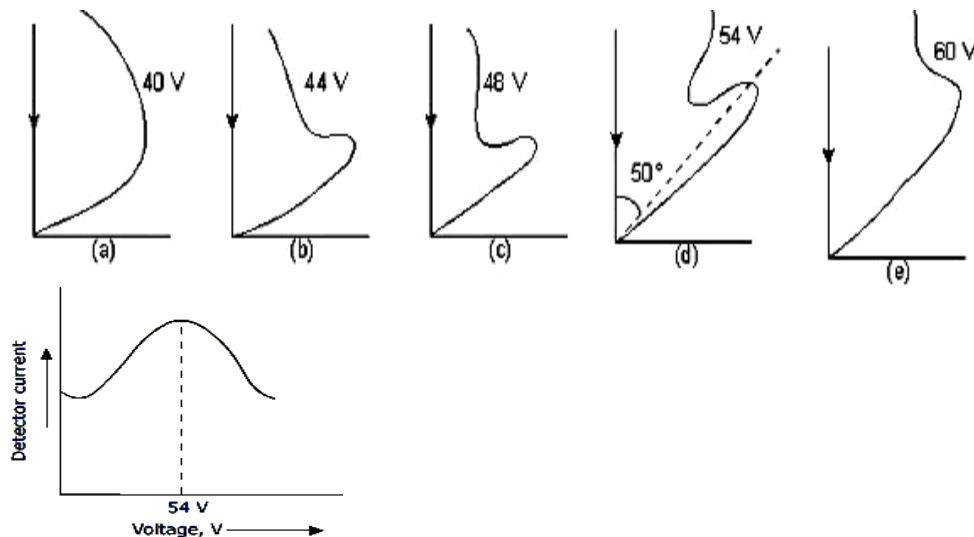 40 V
44 V
48 V
54 V
60 V
50°
(a)
(b)
(c)
(d)
(e)
Detector current
54 V
Voltage, V